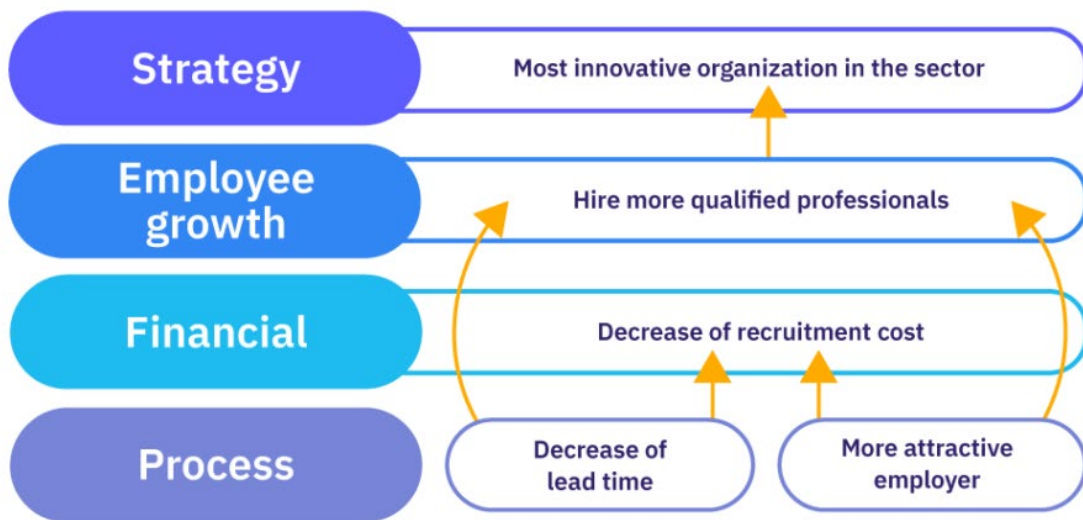 Strategy
Most innovative organization in the sector
Employee
growth
Hire more qualified professionals
Financial
Decrease of recruitment cost
Process
Decrease of
lead time
More attractive
employer